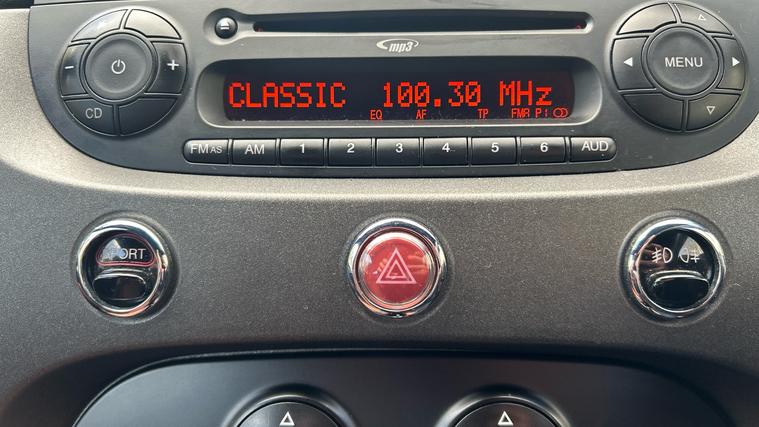 mp3
CLASSIC 100.30 MHz
EQ AF TP FMA P1
- +
CD
MENU
FM AS AM 1 2 3 4 5 6 AUD
SPORT